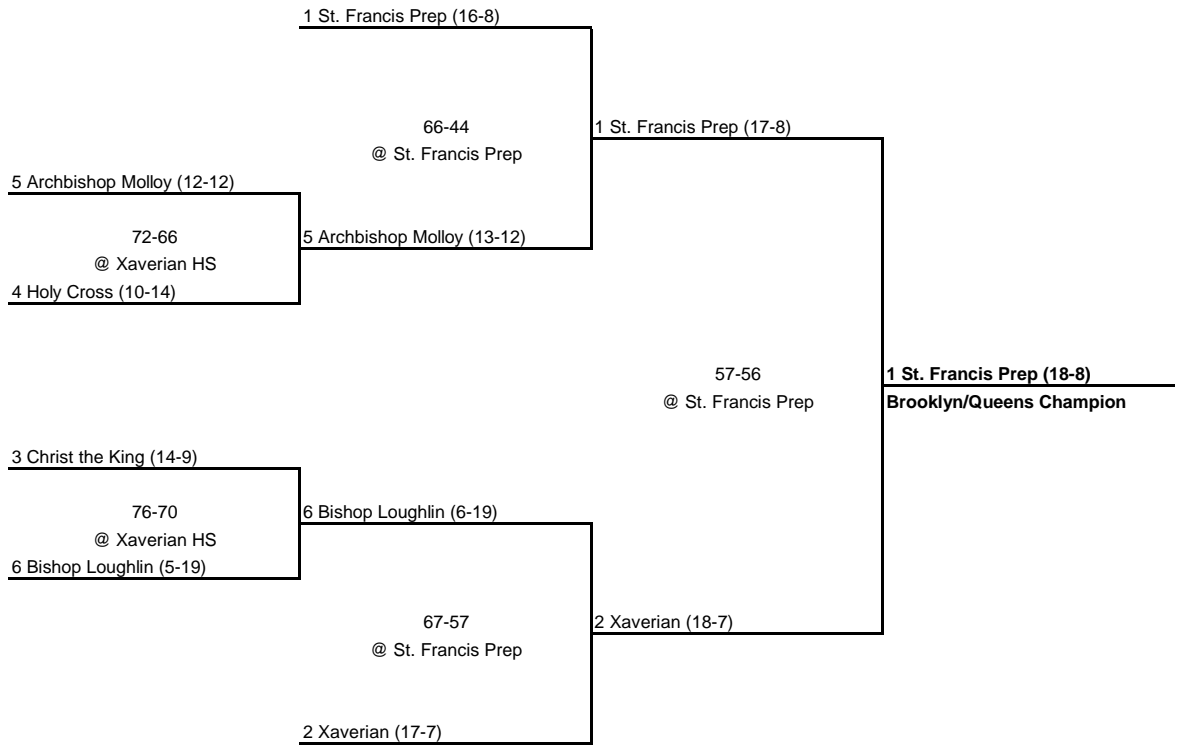 1 St. Francis Prep (16-8)
66-44
@ St. Francis Prep
1 St. Francis Prep (17-8)
5 Archbishop Molloy (12-12)
72-66
@ Xaverian HS
5 Archbishop Molloy (13-12)
4 Holy Cross (10-14)
57-56
@ St. Francis Prep
1 St. Francis Prep (18-8)
Brooklyn/Queens Champion
3 Christ the King (14-9)
76-70
@ Xaverian HS
6 Bishop Loughlin (6-19)
6 Bishop Loughlin (5-19)
67-57
@ St. Francis Prep
2 Xaverian (18-7)
2 Xaverian (17-7)